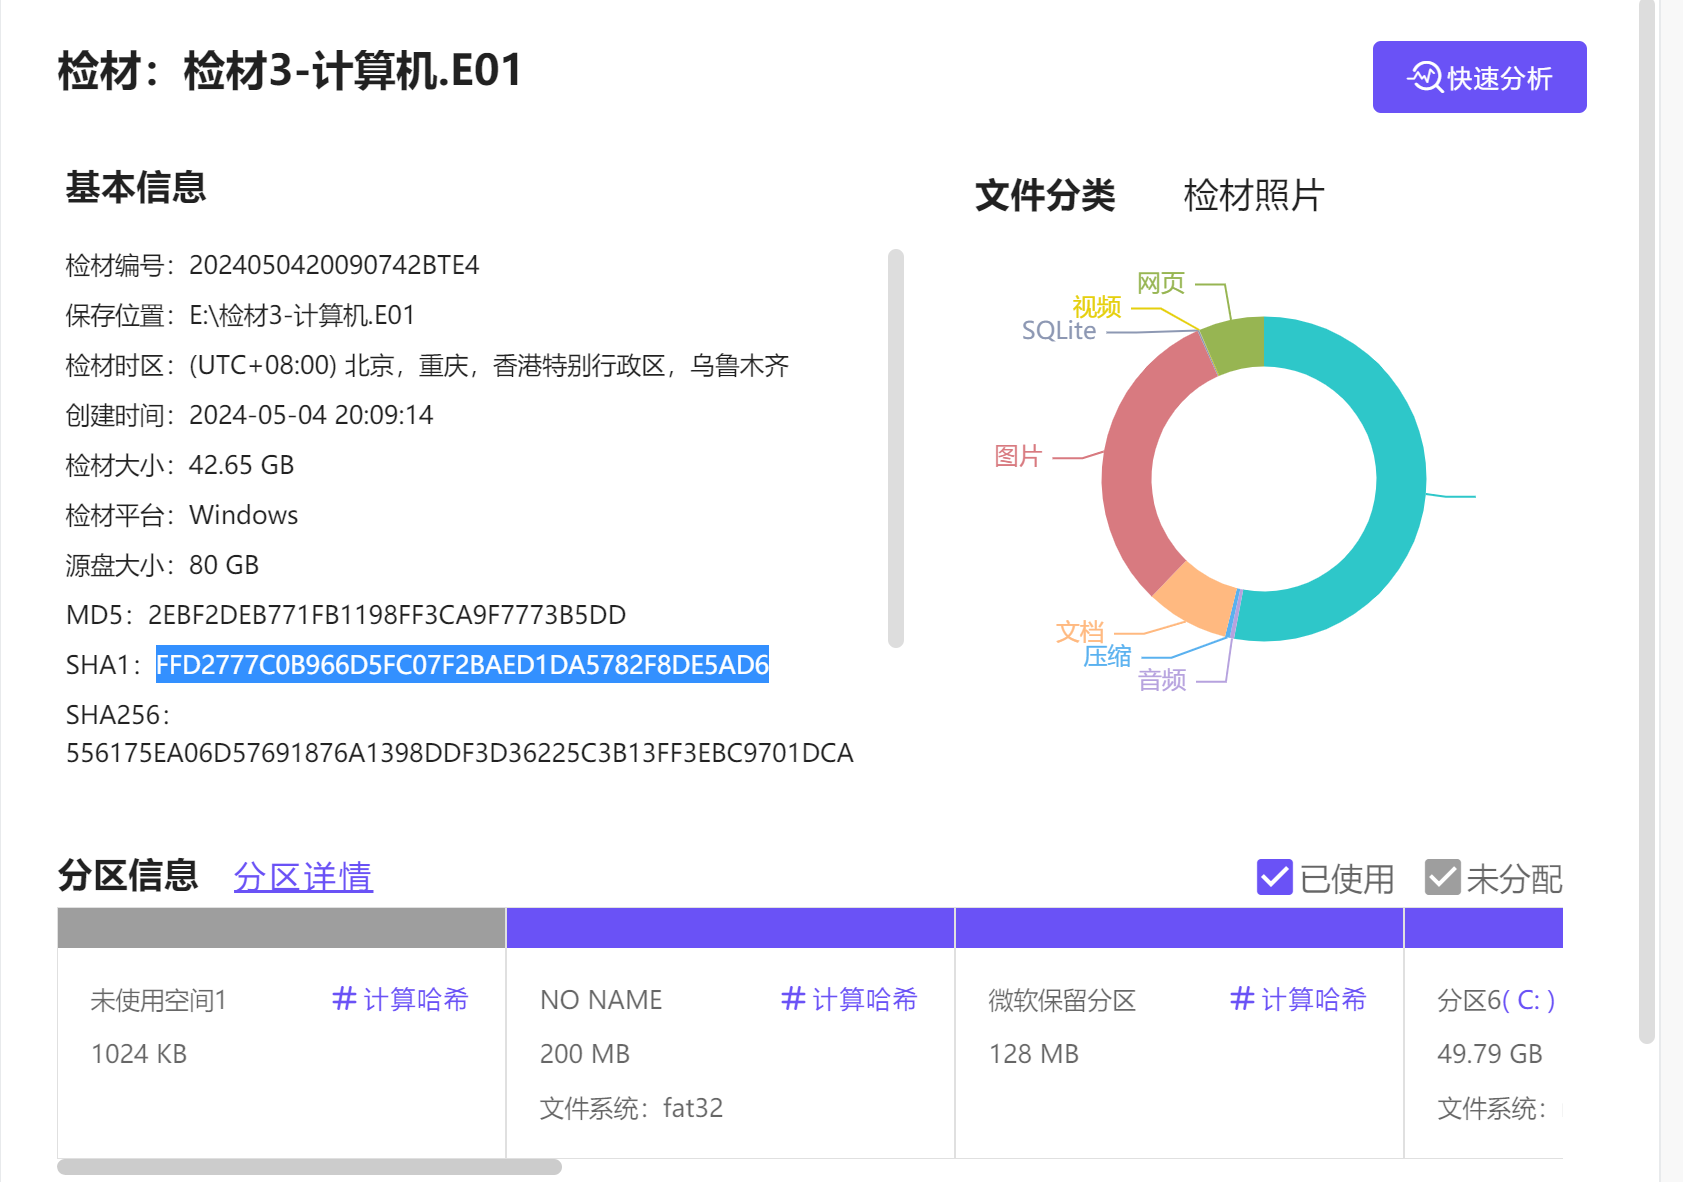 检材：检材3-计算机.E01
快速分析
基本信息
检材编号：2024050420090742BTE4
保存位置：E:\检材3-计算机.E01
检材时区：(UTC+08:00) 北京，重庆，香港特别行政区，乌鲁木齐
创建时间：2024-05-04 20:09:14
检材大小：42.65 GB
检材平台：Windows
源盘大小：80 GB
MD5：2EBF2DEB771FB1198FF3CA9F7773B5DD
SHA1：FFD2777C0B966D5FC07F2BAED1DA5782F8DE5AD6
SHA256：
556175EA06D57691876A1398DDF3D36225C3B13FF3EBC9701DCA
文件分类 检材照片
网页
视频
SQLite
图片
文档
压缩
音频
分区信息 分区详情
已使用 未分配
未使用空间1 # 计算哈希
1024 KB
NO NAME # 计算哈希
200 MB
文件系统：fat32
微软保留分区 # 计算哈希
128 MB
分区6( C: )
49.79 GB
文件系统：